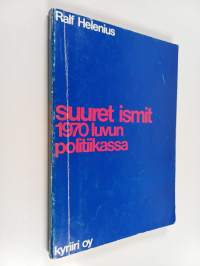 Ralf Helenius
suuret ismit
1970 luvun
politiikassa
kyriiri oy